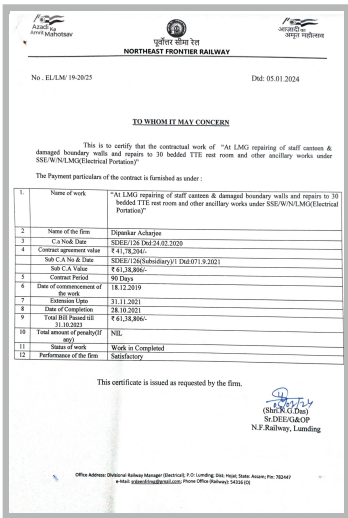 Azadi Ka
Amrit Mahotsav
आज़ादी का
अमृत महोत्सव
पूर्वोत्तर सीमा रेल
NORTHEAST FRONTIER RAILWAY
No . EL/LM/ 19-20/25
Dtd: 05.01.2024
TO WHOM IT MAY CONCERN
This is to certify that the contractual work of "At LMG repairing of staff canteen &
damaged boundary walls and repairs to 30 bedded TTE rest room and other ancillary works under
SSE/W/N/LMG(Electrical Portation)"
The Payment particulars of the contract is furnished as under :
1. Name of work "At LMG repairing of staff canteen & damaged boundary walls and repairs to 30
bedded TTE rest room and other ancillary works under SSE/W/N/LMG(Electrical
Portation)"
2 Name of the firm Dipankar Acharjee
3 C.a No& Date SDEE/126 Dtd:24.02.2020
4 Contract agreement value ₹ 41,78,204/-
Sub C.A No & Date SDEE/126(Subsidiary)/1 Dtd:071.9.2021
Sub C.A Value ₹ 61,38,806/-
5 Contract Period 90 Days
6 Date of commencement of
the work 18.12.2019
7 Extension Upto 31.11.2021
8 Date of Completion 28.10.2021
9 Total Bill Passed till
31.10.2023 ₹ 61,38,806/-
10 Total amount of penalty(If
any) NIL
11 Status of work Work in Completed
12 Performance of the firm Satisfactory
This certificate is issued as requested by the firm.
(Shri.N.G.Das)
Sr.DEE/G&OP
N.F.Railway, Lumding
Office Address: Divisional Railway Manager (Electrical); P.O: Lumding; Dist; Hojai; State: Assam; Pin: 782447
e-Mail: srdeenflmg@gmail.com; Phone Office (Railway): 54316 (O)